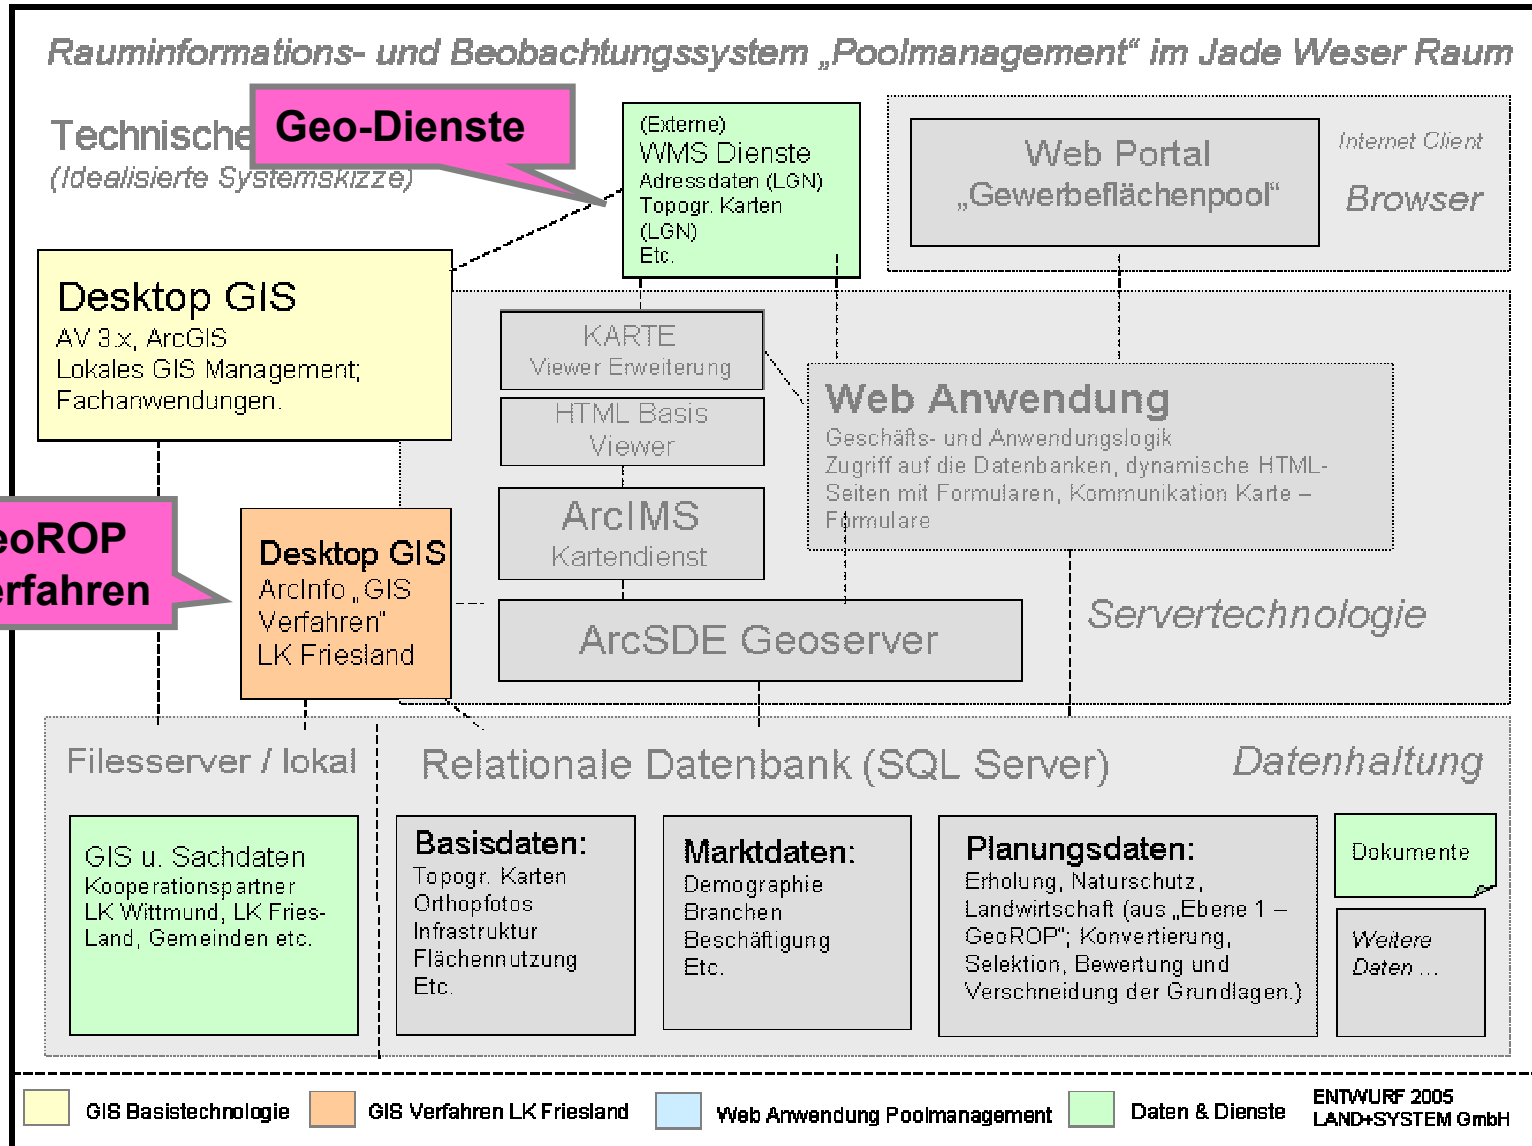 Rauminformations- und Beobachtungssystem „Poolmanagement“ im Jade Weser Raum
Technische
(Idealisierte Systemskizze)
Geo-Dienste
(Externe)
WMS Dienste
Adressdaten (LGN)
Topogr. Karten
(LGN)
Etc.
Web Portal
„Gewerbeflächenpool“
Internet Client
Browser
Desktop GIS
AV 3.x, ArcGIS
Lokales GIS Management;
Fachanwendungen.
KARTE
Viewer Erweiterung
HTML Basis
Viewer
ArcIMS
Kartendienst
Web Anwendung
Geschäfts- und Anwendungslogik
Zugriff auf die Datenbanken, dynamische HTML-
Seiten mit Formularen, Kommunikation Karte –
Formulare
eoROP
erfahren
Desktop GIS
ArcInfo „GIS
Verfahren“
LK Friesland
ArcSDE Geoserver
Servertechnologie
Filesserver / lokal
Relationale Datenbank (SQL Server)
Datenhaltung
GIS u. Sachdaten
Kooperationspartner
LK Wittmund, LK Fries-
Land, Gemeinden etc.
Basisdaten:
Topogr. Karten
Orthopfotos
Infrastruktur
Flächennutzung
Etc.
Marktdaten:
Demographie
Branchen
Beschäftigung
Etc.
Planungsdaten:
Erholung, Naturschutz,
Landwirtschaft (aus „Ebene 1 –
GeoROP“; Konvertierung,
Selektion, Bewertung und
Verschneidung der Grundlagen.)
Dokumente
Weitere
Daten ...
GIS Basistechnologie
GIS Verfahren LK Friesland
Web Anwendung Poolmanagement
Daten & Dienste
ENTWURF 2005
LAND+SYSTEM GmbH